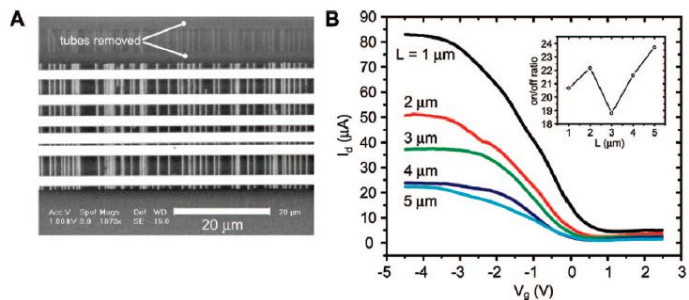 A
tubes removed
Acc V Spot Magn Det WD
1.00 kV 3.0 1075x SE 15.0
20 µm
20 µm
B
90
80
70
60
50
40
30
20
10
0
I_d (µA)
L = 1 µm
2 µm
3 µm
4 µm
5 µm
-5 -4 -3 -2 -1 0 1 2 3
V_g (V)
on/off ratio
24
23
22
21
20
19
18
1 2 3 4 5
L (µm)